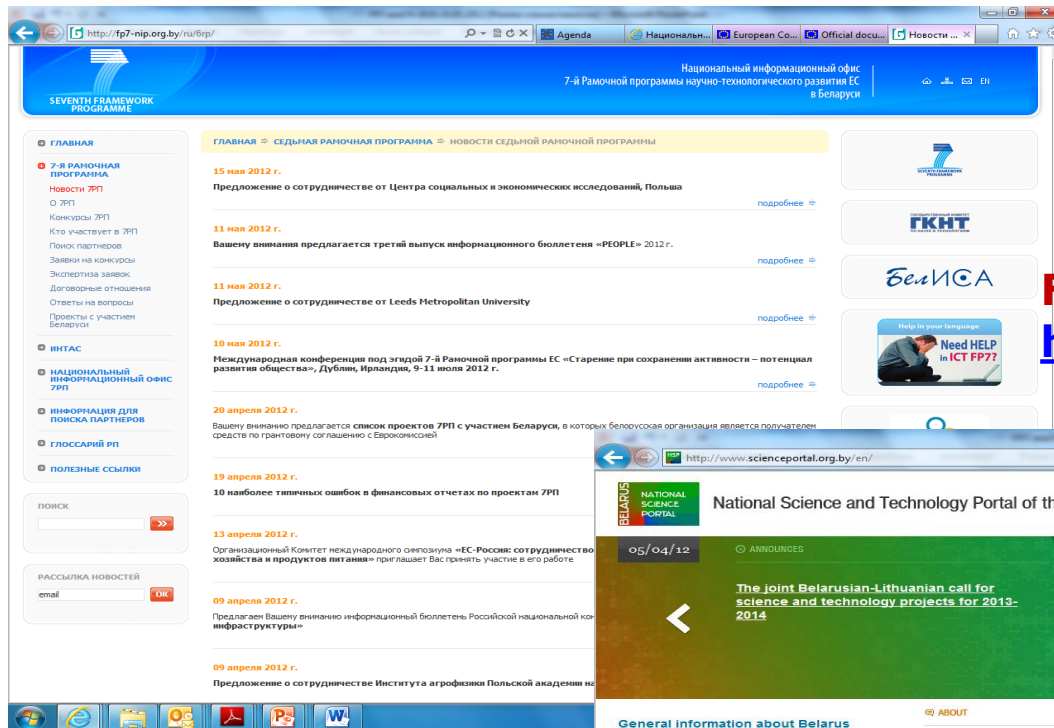 http://fp7-nip.org.by/ru/6rp/
Agenda
Националь...
European Co...
Official docu...
Новости ...
SEVENTH FRAMEWORK
PROGRAMME
Национальный информационный офис
7-й Рамочной программы научно-технологического развития ЕС
в Беларуси
EN
ГЛАВНАЯ
7-Я РАМОЧНАЯ
ПРОГРАММА
Новости 7РП
О 7РП
Конкурсы 7РП
Кто участвует в 7РП
Поиск партнеров
Заявки на конкурсы
Экспертиза заявок
Договорные отношения
Ответы на вопросы
Проекты с участием
Беларуси
ИНТАС
НАЦИОНАЛЬНЫЙ
ИНФОРМАЦИОННЫЙ ОФИС
7РП
ИНФОРМАЦИЯ ДЛЯ
ПОИСКА ПАРТНЕРОВ
ГЛОССАРИЙ РП
ПОЛЕЗНЫЕ ССЫЛКИ
ПОИСК
РАССЫЛКА НОВОСТЕЙ
email
OK
ГЛАВНАЯ ⇨ СЕДЬМАЯ РАМОЧНАЯ ПРОГРАММА ⇨ НОВОСТИ СЕДЬМОЙ РАМОЧНОЙ ПРОГРАММЫ
15 мая 2012 г.
Предложение о сотрудничестве от Центра социальных и экономических исследований, Польша
подробнее
11 мая 2012 г.
Вашему внимания предлагается третий выпуск информационного бюллетеня «PEOPLE» 2012 г.
подробнее
11 мая 2012 г.
Предложение о сотрудничестве от Leeds Metropolitan University
подробнее
10 мая 2012 г.
Международная конференция под эгидой 7-й Рамочной программы ЕС «Старение при сохранении активности – потенциал
развития общества», Дублин, Ирландия, 9-11 июля 2012 г.
подробнее
20 апреля 2012 г.
Вашему вниманию предлагается список проектов 7РП с участием Беларуси, в которых белорусская организация является получателем
средств по грантовому соглашению с Еврокомиссией
19 апреля 2012 г.
10 наиболее типичных ошибок в финансовых отчетах по проектам 7РП
13 апреля 2012 г.
Организационный Комитет международного симпозиума «ЕС-Россия: сотрудничество
хозяйства и продуктов питания» приглашает Вас принять участие в его работе
09 апреля 2012 г.
Предлагаем Вашему вниманию информационный бюллетень Российской национальной кон
инфраструктуры»
09 апреля 2012 г.
Предложение о сотрудничестве Института агрофизики Польской академии на
SEVENTH FRAMEWORK
PROGRAMME
ГОСУДАРСТВЕННЫЙ КОМИТЕТ
ГКНТ
ПО НАУКЕ И ТЕХНОЛОГИЯМ
БелИСА
Help in your language
Need HELP
in ICT FP7?
h
http://www.scienceportal.org.by/en/
BELARUS
NATIONAL
SCIENCE
PORTAL
National Science and Technology Portal of th
05/04/12
ANNOUNCES
The joint Belarusian-Lithuanian call for
science and technology projects for 2013-
2014
ABOUT
General information about Belarus